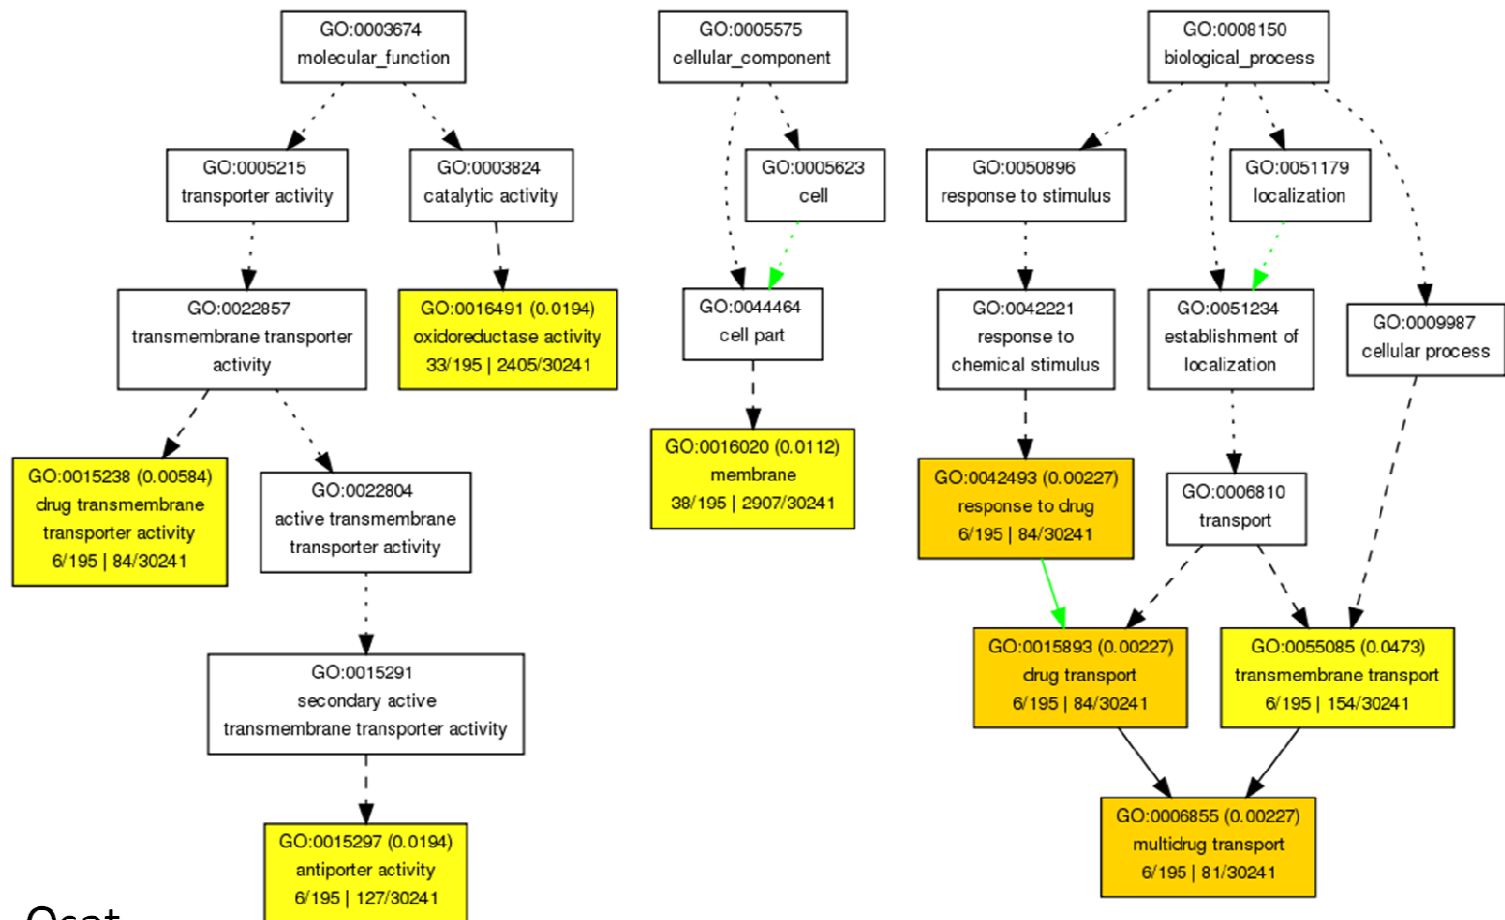 GO:0003674
molecular_function
GO:0005575
cellular_component
GO:0008150
biological_process
GO:0005215
transporter activity
GO:0003824
catalytic activity
GO:0005623
cell
GO:0050896
response to stimulus
GO:0051179
localization
GO:0022857
transmembrane transporter
activity
GO:0016491 (0.0194)
oxidoreductase activity
33/195 | 2405/30241
GO:0044464
cell part
GO:0042221
response to
chemical stimulus
GO:0051234
establishment of
localization
GO:0009987
cellular process
GO:0015238 (0.00584)
drug transmembrane
transporter activity
6/195 | 84/30241
GO:0022804
active transmembrane
transporter activity
GO:0016020 (0.0112)
membrane
38/195 | 2907/30241
GO:0042493 (0.00227)
response to drug
6/195 | 84/30241
GO:0006810
transport
GO:0015291
secondary active
transmembrane transporter activity
GO:0015893 (0.00227)
drug transport
6/195 | 84/30241
GO:0055085 (0.0473)
transmembrane transport
6/195 | 154/30241
GO:0015297 (0.0194)
antiporter activity
6/195 | 127/30241
GO:0006855 (0.00227)
multidrug transport
6/195 | 81/30241